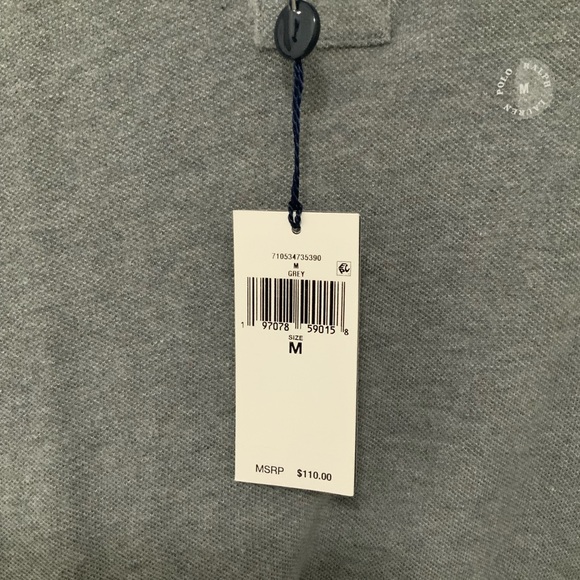 POLO RALPH LAUREN
M
710534735390
M
GREY
1 97078 59015 8
SIZE
M
MSRP $110.00